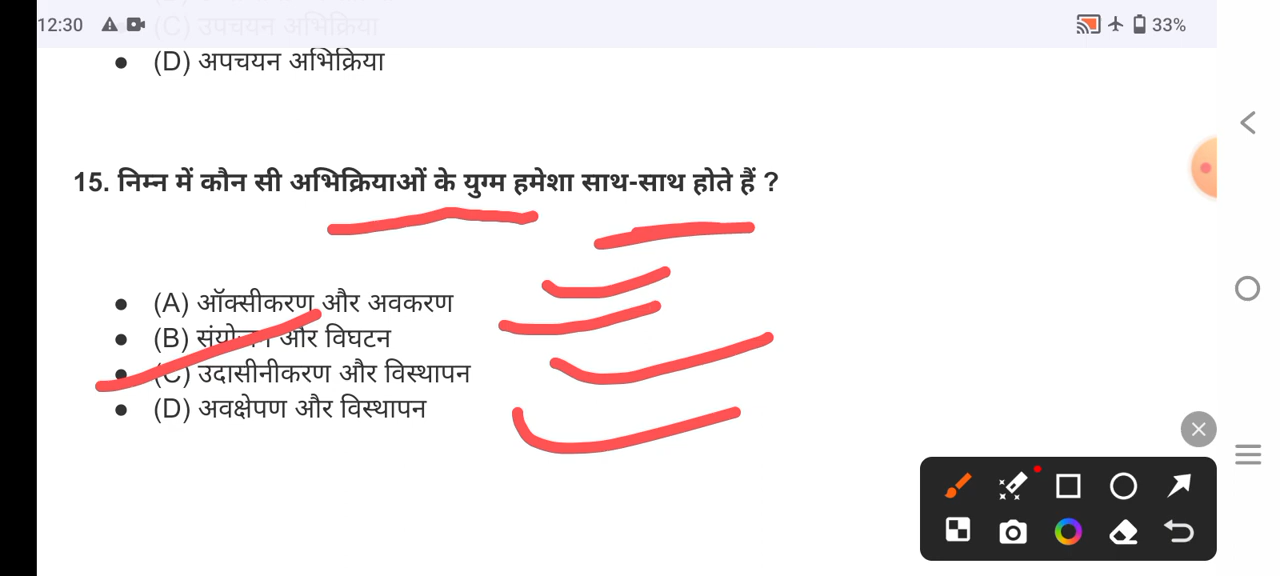 12:30
33%
(C) उपचयन अभिक्रिया
(D) अपचयन अभिक्रिया
15. निम्न में कौन सी अभिक्रियाओं के युग्म हमेशा साथ-साथ होते हैं ?
(A) ऑक्सीकरण और अवकरण
(B) संयोजन और विघटन
(C) उदासीनीकरण और विस्थापन
(D) अवक्षेपण और विस्थापन